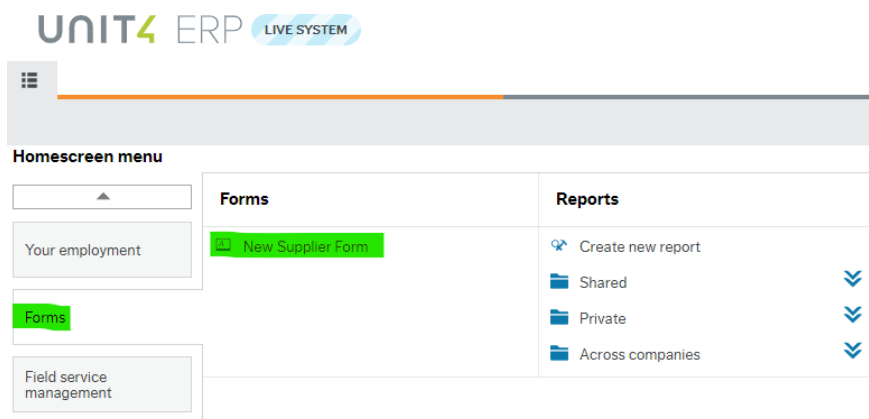 UNIT4 ERP LIVE SYSTEM
Homescreen menu
Forms
Reports
Your employment
New Supplier Form
Create new report
Shared
Forms
Private
Across companies
Field service
management